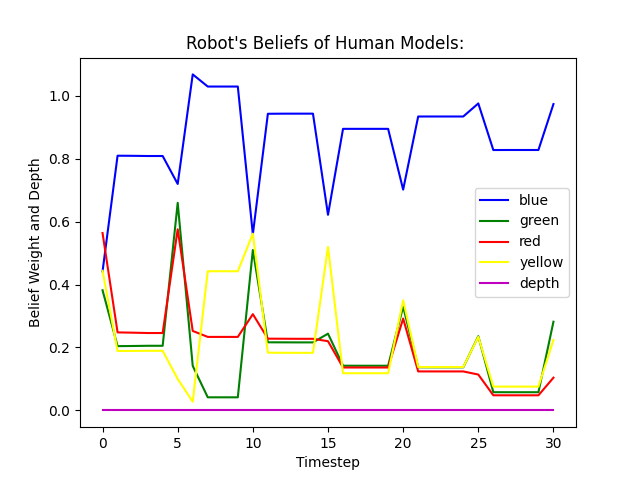 Robot's Beliefs of Human Models:
Belief Weight and Depth
1.0
0.8
0.6
0.4
0.2
0.0
blue
green
red
yellow
depth
0 5 10 15 20 25 30
Timestep